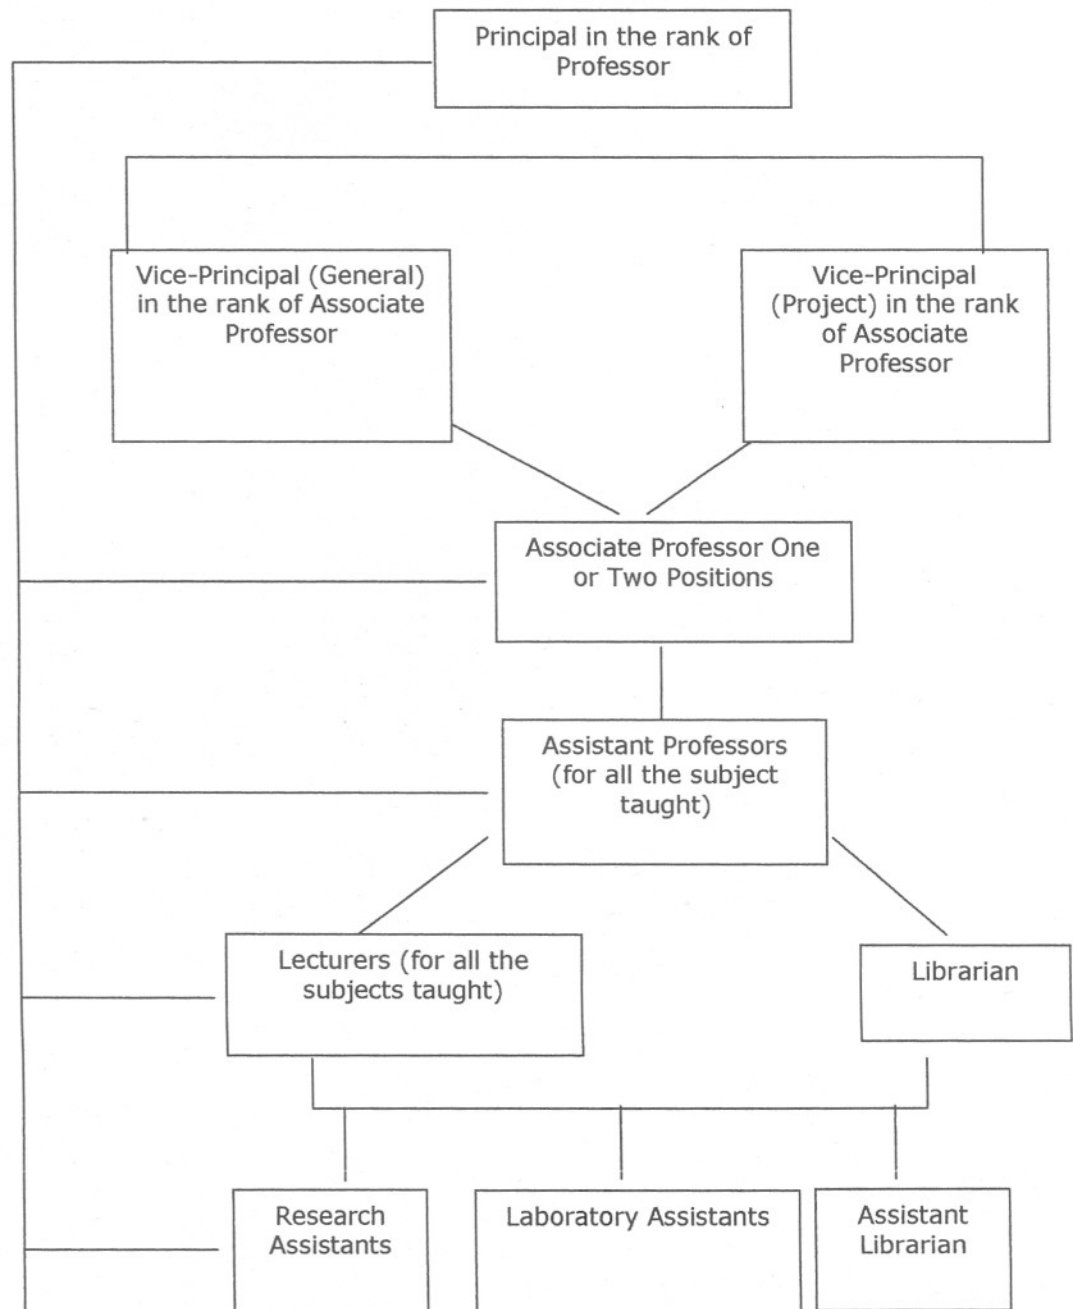 Principal in the rank of
Professor
Vice-Principal (General)
in the rank of Associate
Professor
Vice-Principal
(Project) in the rank
of Associate
Professor
Associate Professor One
or Two Positions
Assistant Professors
(for all the subject
taught)
Lecturers (for all the
subjects taught)
Librarian
Research
Assistants
Laboratory Assistants
Assistant
Librarian